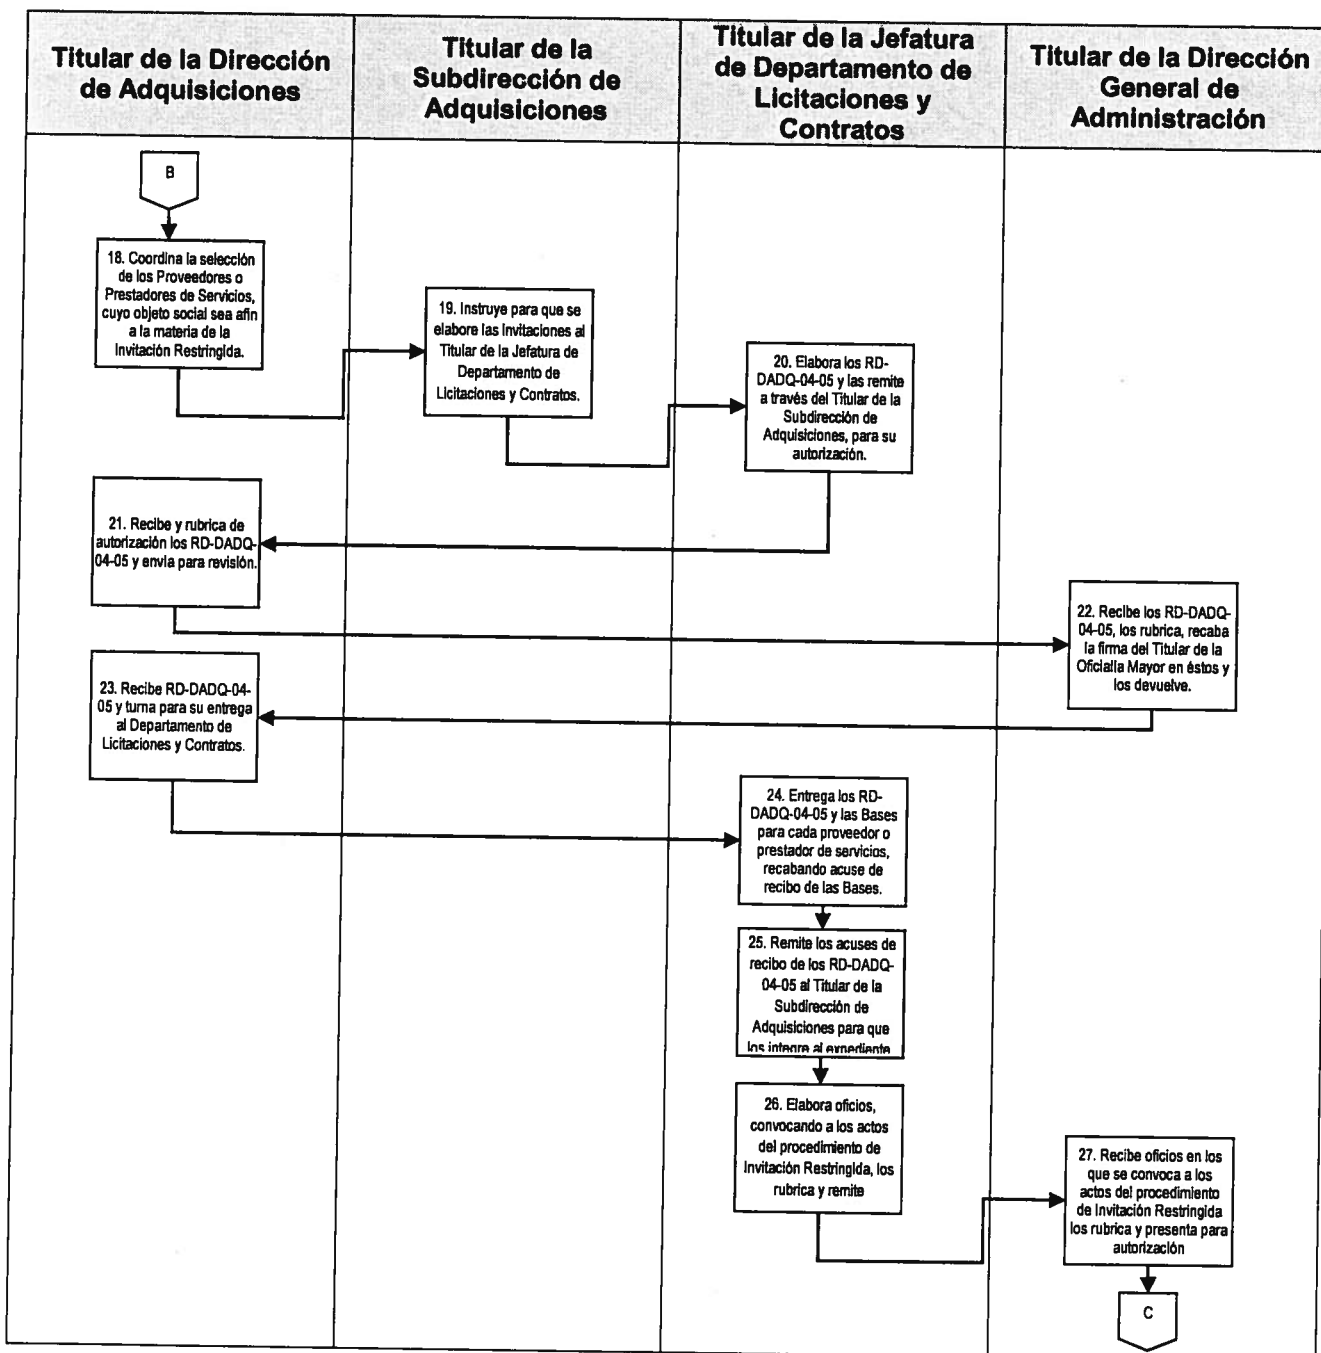 Titular de la Dirección
de Adquisiciones
Titular de la
Subdirección de
Adquisiciones
Titular de la Jefatura
de Departamento de
Licitaciones y
Contratos
Titular de la Dirección
General de
Administración
B
18. Coordina la selección
de los Proveedores o
Prestadores de Servicios,
cuyo objeto social sea afin
a la materia de la
Invitación Restringida.
19. Instruye para que se
elabore las Invitaciones al
Titular de la Jefatura de
Departamento de
Licitaciones y Contratos.
20. Elabora los RD-
DADQ-04-05 y las remite
a través del Titular de la
Subdirección de
Adquisiciones, para su
autorización.
21. Recibe y rubrica de
autorización los RD-DADQ-
04-05 y envia para revisión.
22. Recibe los RD-DADQ-
04-05, los rubrica, recaba
la firma del Titular de la
Oficialía Mayor en éstos y
los devuelve.
23. Recibe RD-DADQ-04-
05 y turna para su entrega
al Departamento de
Licitaciones y Contratos.
24. Entrega los RD-
DADQ-04-05 y las Bases
para cada proveedor o
prestador de servicios,
recabando acuse de
recibo de las Bases.
25. Remite los acuses de
recibo de los RD-DADQ-
04-05 al Titular de la
Subdirección de
Adquisiciones para que
los integre al expediente
26. Elabora oficios,
convocando a los actos
del procedimiento de
Invitación Restringida, los
rubrica y remite
27. Recibe oficios en los
que se convoca a los
actos del procedimiento
de Invitación Restringida
los rubrica y presenta para
autorización
C